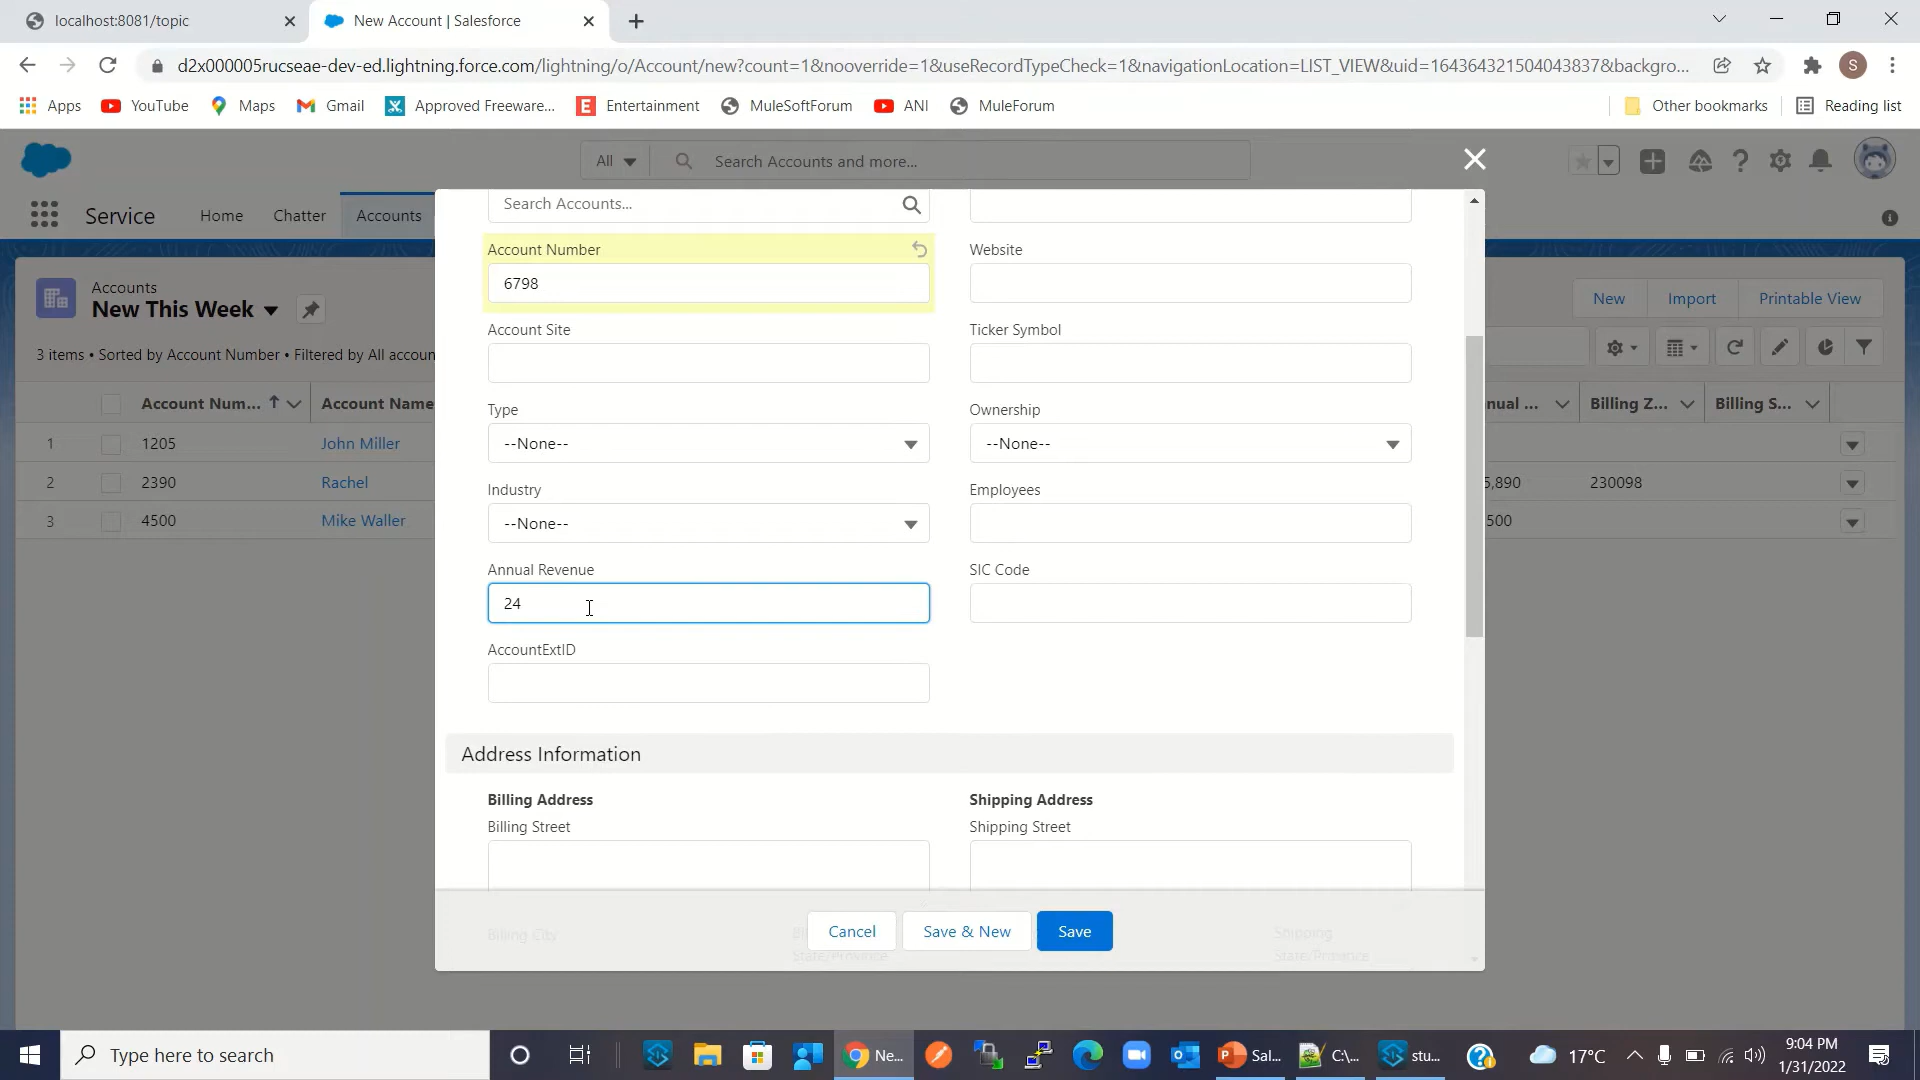 localhost:8081/topic
New Account | Salesforce
d2x000005rucseae-dev-ed.lightning.force.com/lightning/o/Account/new?count=1&nooverride=1&useRecordTypeCheck=1&navigationLocation=LIST_VIEW&uid=164364321504043837&backgro...
S
Apps
YouTube
Maps
Gmail
Approved Freeware...
Entertainment
MuleSoftForum
ANI
MuleForum
Other bookmarks
Reading list
All
Search Accounts and more...
Service
Home
Chatter
Accounts
Search Accounts...
Account Number
6798
Website
Account Site
Ticker Symbol
Type
--None--
Ownership
--None--
Industry
--None--
Employees
Annual Revenue
24
SIC Code
AccountExtID
Address Information
Billing Address
Shipping Address
Billing Street
Shipping Street
Billing City
State/Province
Shipping
State/Province
Cancel
Save & New
Save
Accounts
New This Week
3 items • Sorted by Account Number • Filtered by All accoun
New
Import
Printable View
Account Num...
Account Name
nual ...
Billing Z...
Billing S...
1
1205
John Miller
2
2390
Rachel
5,890
230098
3
4500
Mike Waller
500
Type here to search
Ne...
Sal...
C:\...
stu...
17°C
9:04 PM
1/31/2022